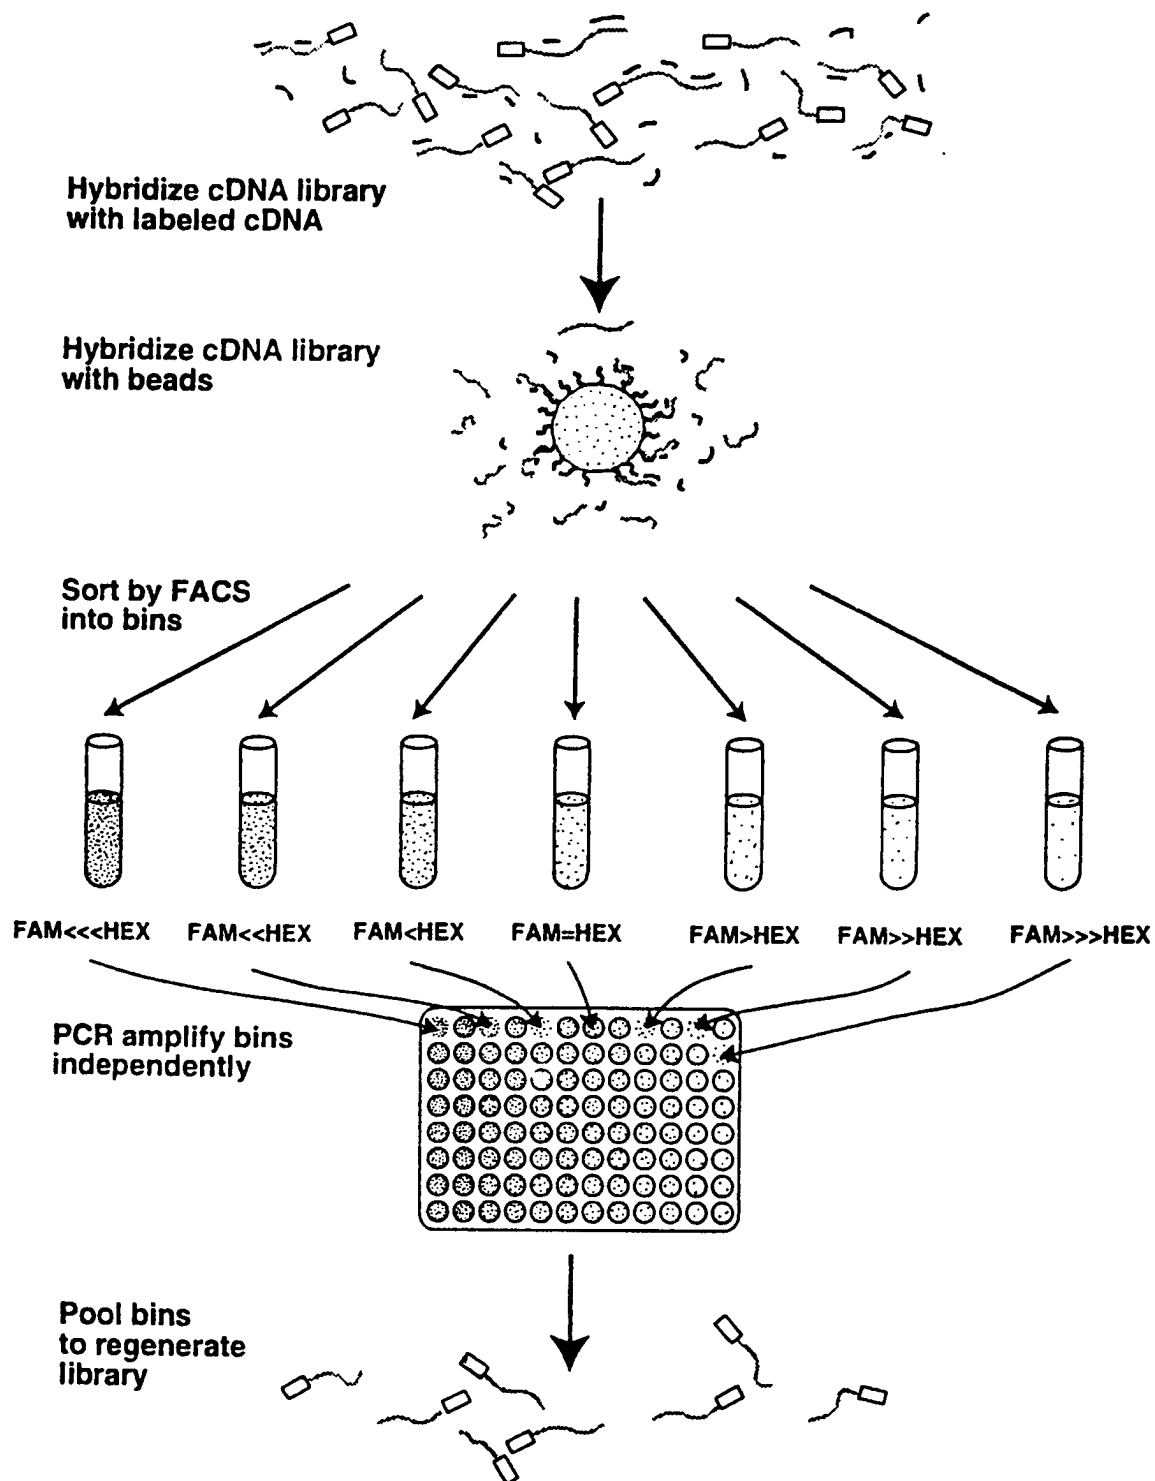 Hybridize cDNA library
with labeled cDNA
Hybridize cDNA library
with beads
Sort by FACS
into bins
FAM<<<HEX FAM<<HEX FAM<HEX FAM=HEX FAM>HEX FAM>>HEX FAM>>>HEX
PCR amplify bins
independently
Pool bins
to regenerate
library